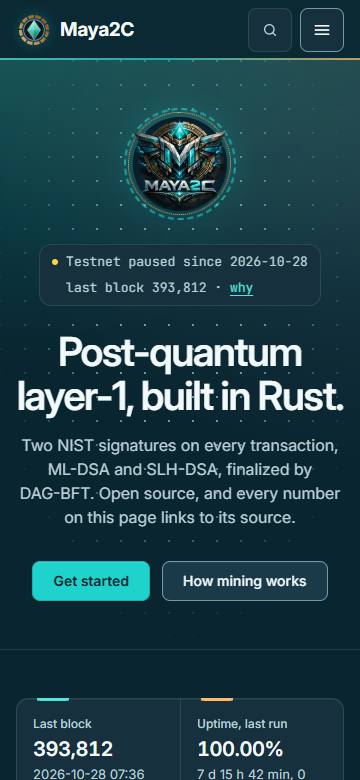 Maya2C
MAYA2C
Testnet paused since 2026-10-28
last block 393,812 · why
Post-quantum
layer-1, built in Rust.
Two NIST signatures on every transaction,
ML-DSA and SLH-DSA, finalized by
DAG-BFT. Open source, and every number
on this page links to its source.
Get started
How mining works
Last block
393,812
2026-10-28 07:36
Uptime, last run
100.00%
7 d 15 h 42 min, 0